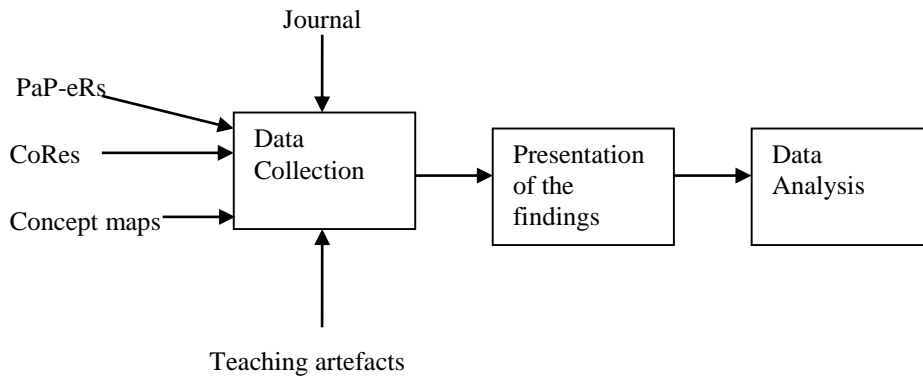 Journal
PaP-eRs
CoRes
Concept maps
Data
Collection
Presentation
of the
findings
Data
Analysis
Teaching artefacts